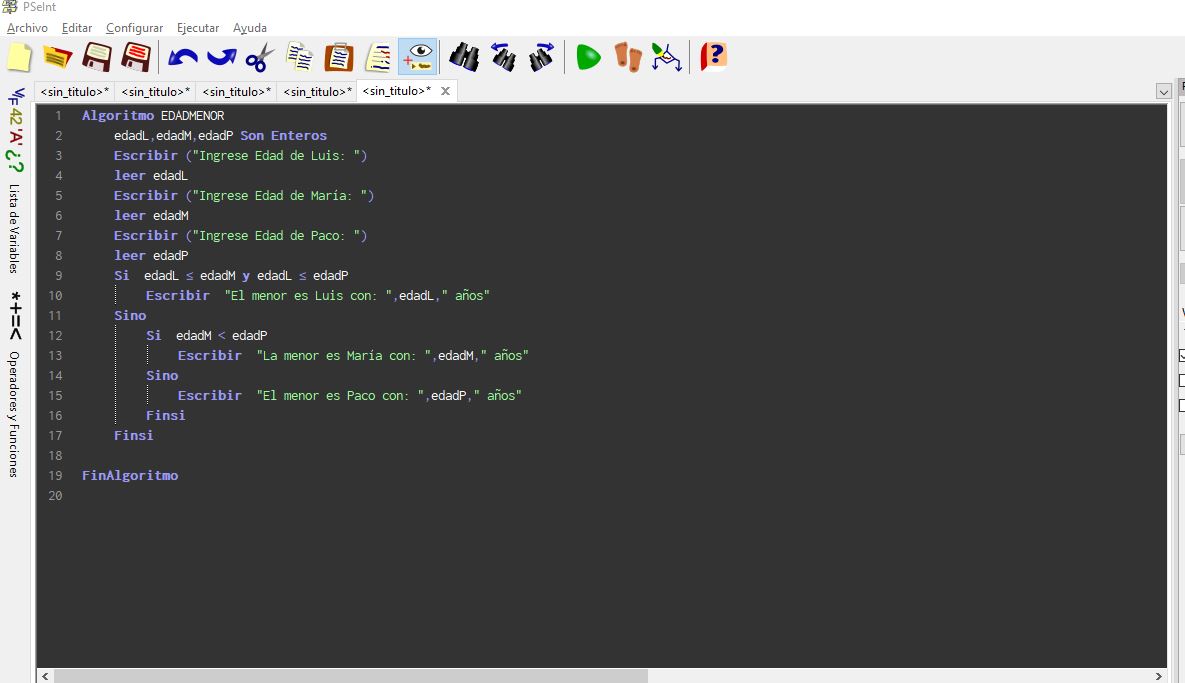 PSeInt
Archivo Editar Configurar Ejecutar Ayuda
<sin_titulo>* <sin_titulo>* <sin_titulo>* <sin_titulo>* <sin_titulo>*
1 Algoritmo EDADMENOR
2 edadL,edadM,edadP Son Enteros
3 Escribir ("Ingrese Edad de Luis: ")
4 leer edadL
5 Escribir ("Ingrese Edad de María: ")
6 leer edadM
7 Escribir ("Ingrese Edad de Paco: ")
8 leer edadP
9 Si edadL ≤ edadM y edadL ≤ edadP
10 Escribir "El menor es Luis con: ",edadL," años"
11 Sino
12 Si edadM < edadP
13 Escribir "La menor es María con: ",edadM," años"
14 Sino
15 Escribir "El menor es Paco con: ",edadP," años"
16 Finsi
17 Finsi
18
19 FinAlgoritmo
20
42 'A' ¿?
Lista de Variables
*+=<
Operadores y Funciones